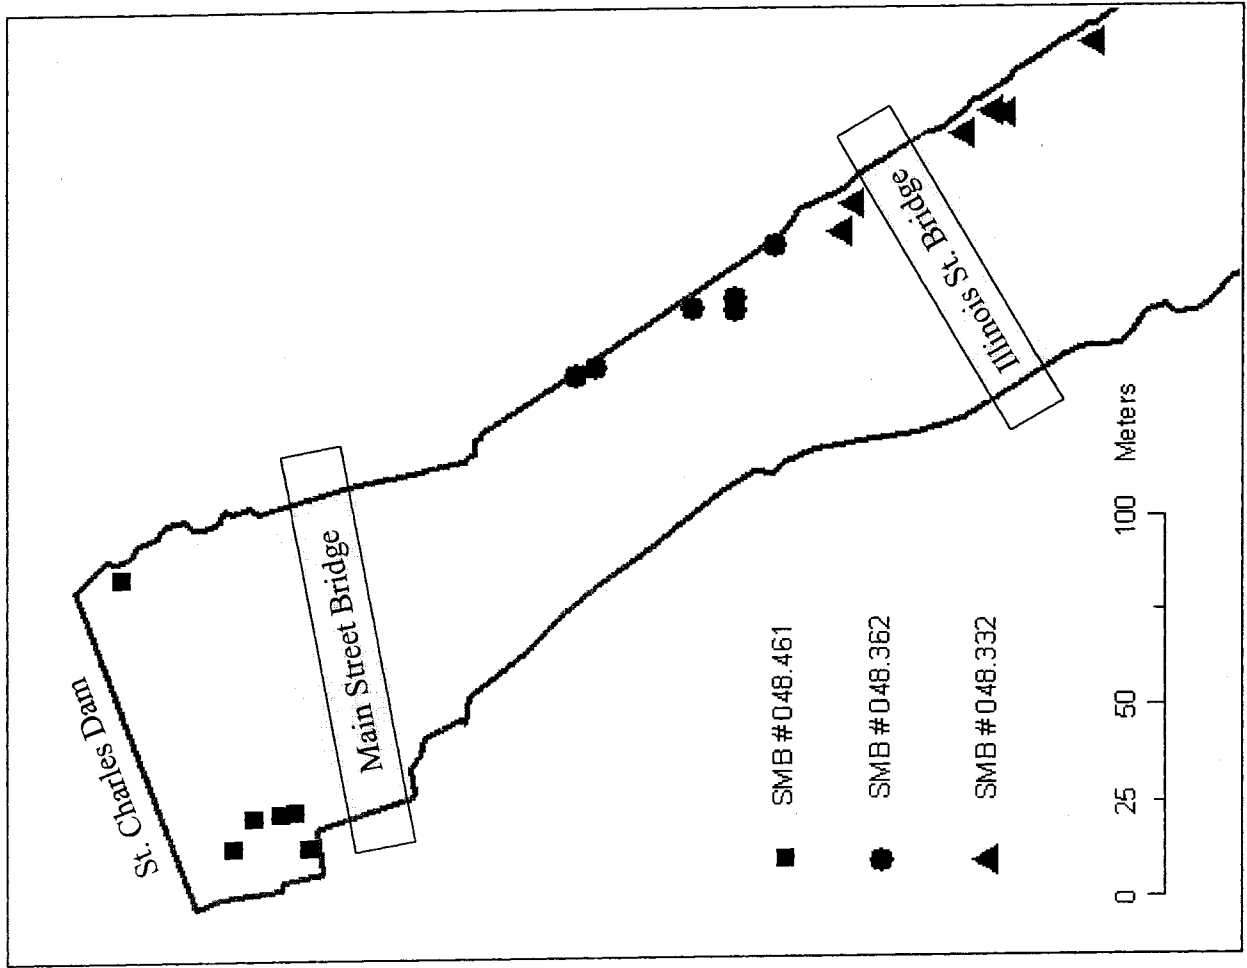 St. Charles Dam
Main Street Bridge
Illinois St. Bridge
SMB #048.461
SMB #048.362
SMB #048.332
0 25 50 100 Meters